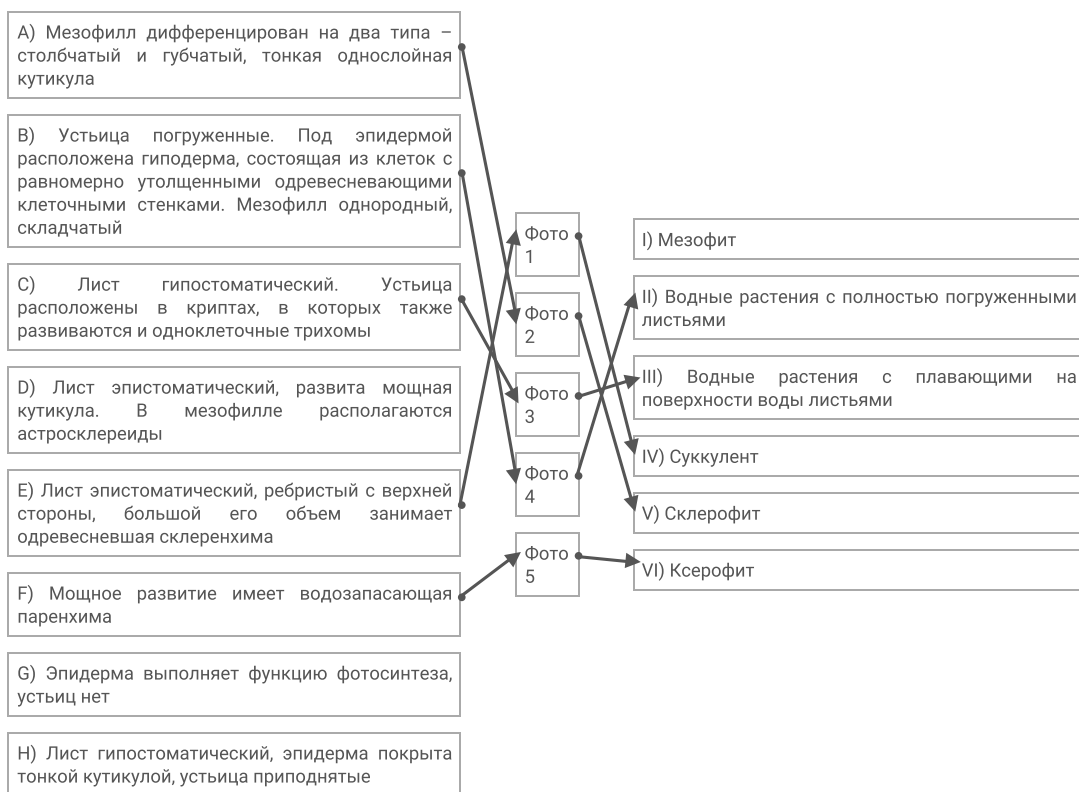 A) Мезофилл дифференцирован на два типа –
столбчатый и губчатый, тонкая однослойная
кутикула
B) Устьица погруженные. Под эпидермой
расположена гиподерма, состоящая из клеток с
равномерно утолщенными одревесневающими
клеточными стенками. Мезофилл однородный,
складчатый
C) Лист гипостоматический. Устьица
расположены в криптах, в которых также
развиваются и одноклеточные трихомы
D) Лист эпистоматический, развита мощная
кутикула. В мезофилле располагаются
астросклереиды
E) Лист эпистоматический, ребристый с верхней
стороны, большой его объем занимает
одревесневшая склеренхима
F) Мощное развитие имеет водозапасающая
паренхима
G) Эпидерма выполняет функцию фотосинтеза,
устьиц нет
H) Лист гипостоматический, эпидерма покрыта
тонкой кутикулой, устьица приподнятые
Фото
1
Фото
2
Фото
3
Фото
4
Фото
5
I) Мезофит
II) Водные растения с полностью погруженными
листьями
III) Водные растения с плавающими на
поверхности воды листьями
IV) Суккулент
V) Склерофит
VI) Ксерофит